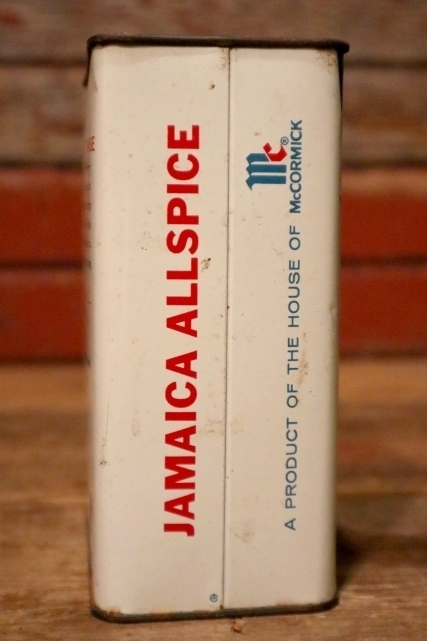 JAMAICA ALLSPICE
Mc®
A PRODUCT OF THE HOUSE OF McCORMICK